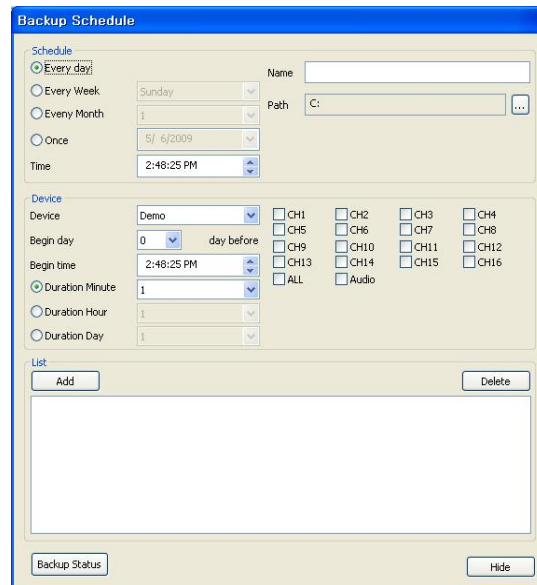 Backup Schedule
Schedule
Every day
Name
Every Week
Sunday
Path
C:
...
Eveny Month
1
Once
5/ 6/2009
Time
2:48:25 PM
Device
Device
Demo
CH1 CH2 CH3 CH4
CH5 CH6 CH7 CH8
Begin day
0
day before
CH9 CH10 CH11 CH12
Begin time
2:48:25 PM
CH13 CH14 CH15 CH16
ALL Audio
Duration Minute
1
Duration Hour
1
Duration Day
1
List
Add
Delete
Backup Status
Hide